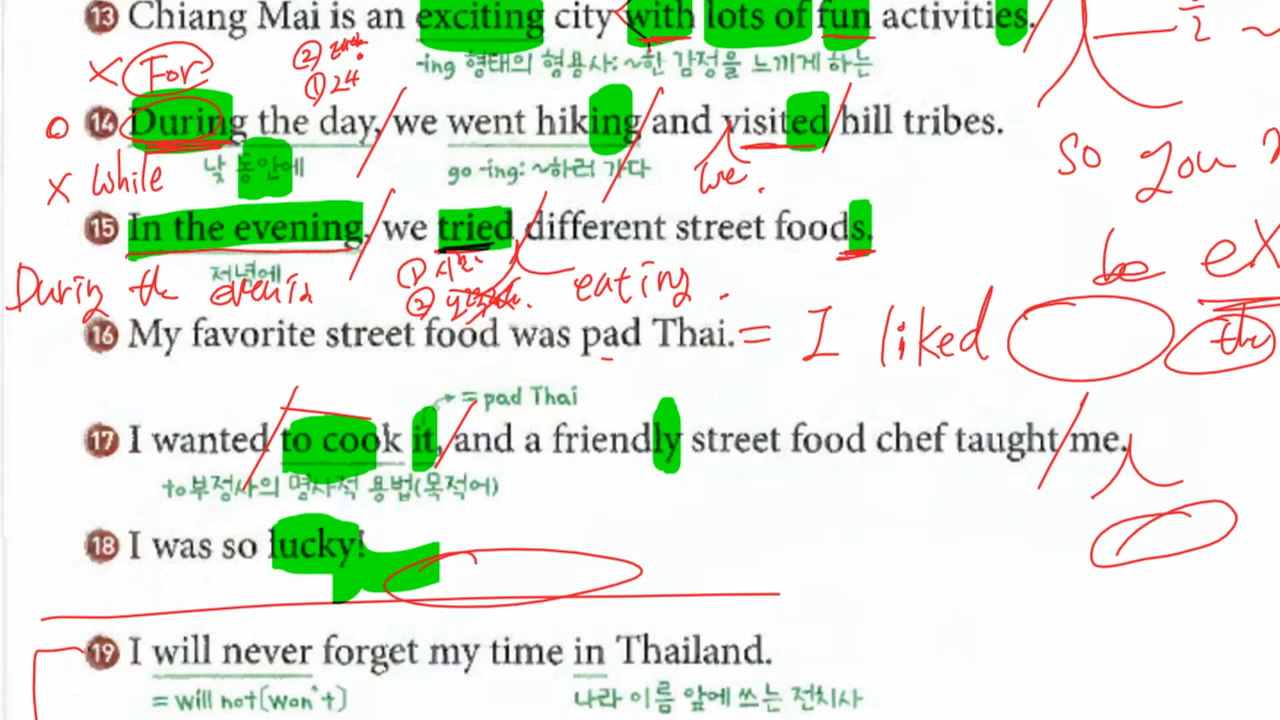 13 Chiang Mai is an exciting city with lots of fun activities.
-ing 형태의 형용사: ~한 감정을 느끼게 하는
X For
②
① 24
14 During the day, we went hiking and visited hill tribes.
낮 동안에
go -ing: ~하러 가다
X while
we.
so you
15 In the evening, we tried different street foods.
저녁에
During the evenin
①
②
eating.
be ex
16 My favorite street food was pad Thai. = I liked
the
= pad Thai
17 I wanted to cook it, and a friendly street food chef taught me.
to부정사의 명사적 용법(목적어)
18 I was so lucky!
19 I will never forget my time in Thailand.
= will not(won't)
나라 이름 앞에 쓰는 전치사